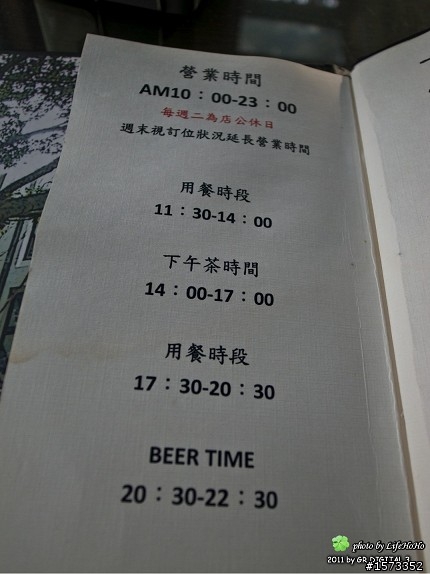 營業時間
AM10：00-23：00
每週二為店公休日
週末視訂位狀況延長營業時間
用餐時段
11：30-14：00
下午茶時間
14：00-17：00
用餐時段
17：30-20：30
BEER TIME
20：30-22：30
photo by LifeHoHo
2011 by GR DIGITAL 3
#1573352